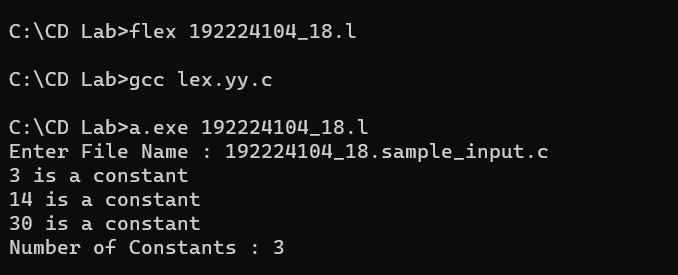 C:\CD Lab>flex 192224104_18.l
C:\CD Lab>gcc lex.yy.c
C:\CD Lab>a.exe 192224104_18.l
Enter File Name : 192224104_18.sample_input.c
3 is a constant
14 is a constant
30 is a constant
Number of Constants : 3